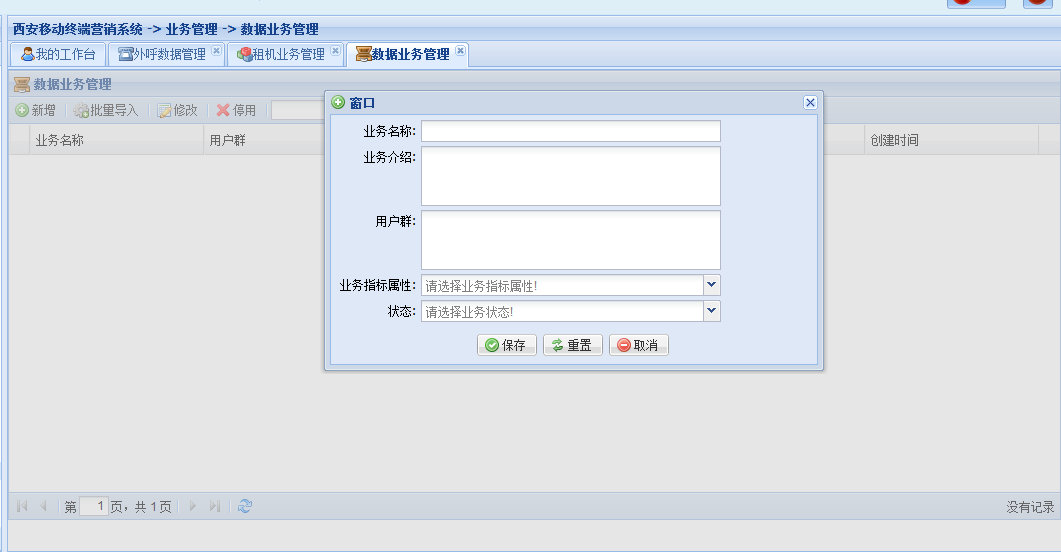 西安移动终端营销系统 -> 业务管理 -> 数据业务管理
我的工作台 外呼数据管理 租机业务管理 数据业务管理
数据业务管理
新增 批量导入 修改 停用
业务名称 用户群 创建时间
窗口
业务名称:
业务介绍:
用户群:
业务指标属性: 请选择业务指标属性!
状态: 请选择业务状态!
保存 重置 取消
第 1 页，共 1页 没有记录